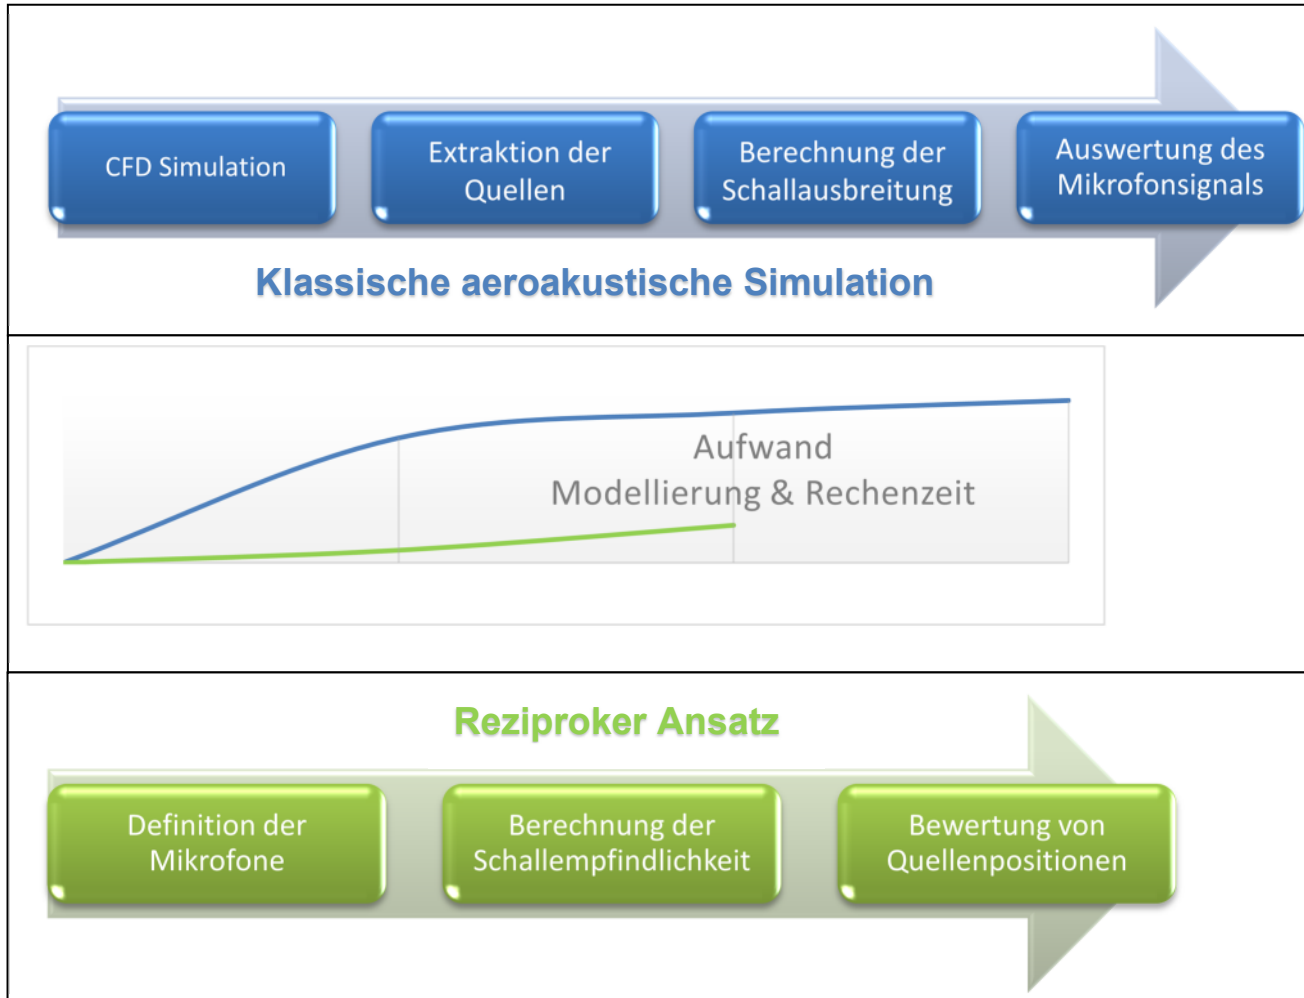 CFD Simulation
Extraktion der
Quellen
Berechnung der
Schallausbreitung
Auswertung des
Mikrofonsignals
Klassische aeroakustische Simulation
Aufwand
Modellierung & Rechenzeit
Reziproker Ansatz
Definition der
Mikrofone
Berechnung der
Schallempfindlichkeit
Bewertung von
Quellenpositionen